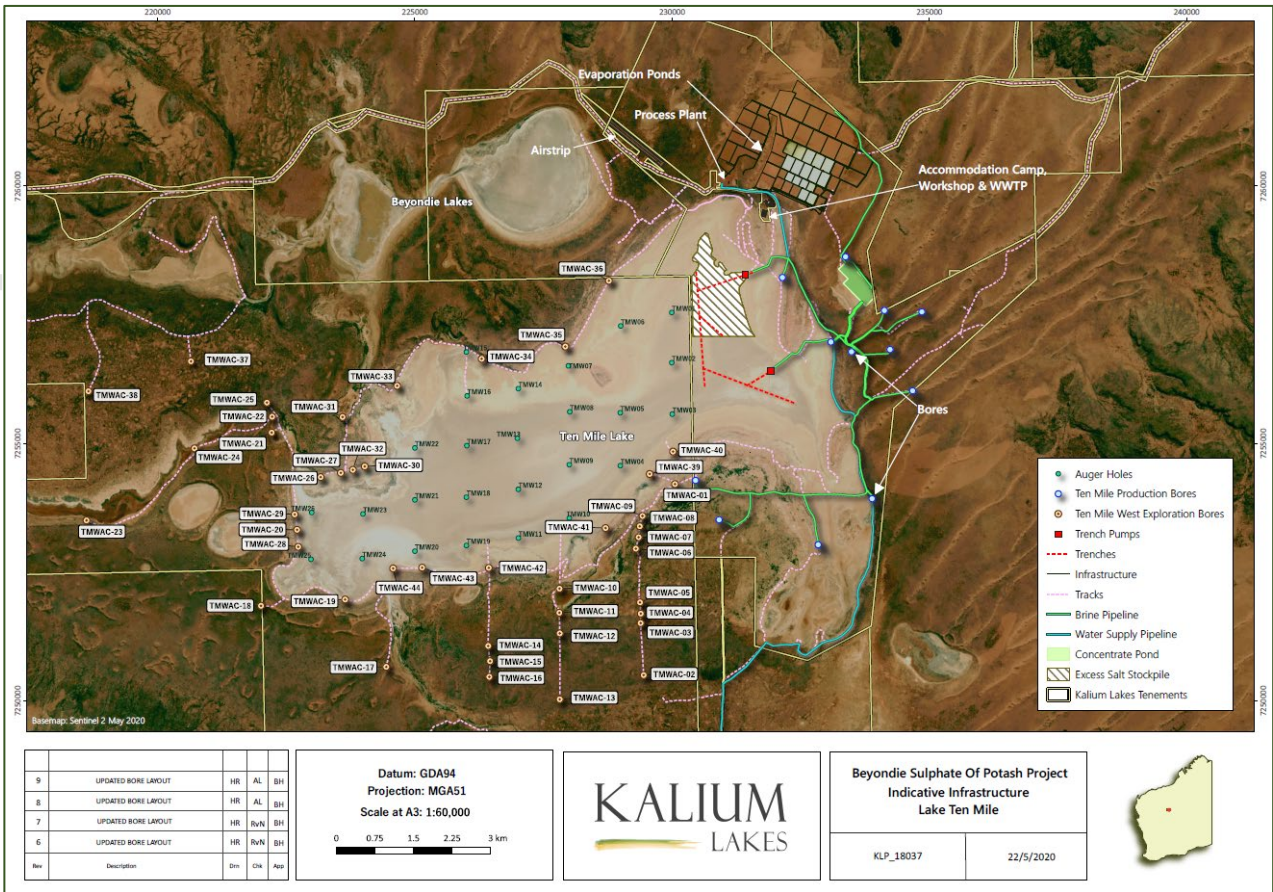 220000
225000
230000
235000
240000
7260000
7255000
7250000
7260000
7255000
7250000
Evaporation Ponds
Process Plant
Airstrip
Accommodation Camp,
Workshop & WWTP
Beyondie Lakes
Ten Mile Lake
Bores
TMWAC-36
TMWAC-35
TMWAC-34
TMWAC-33
TMWAC-37
TMWAC-38
TMWAC-25
TMWAC-22
TMWAC-21
TMWAC-24
TMWAC-31
TMWAC-32
TMWAC-27
TMWAC-30
TMWAC-26
TMWAC-23
TMWAC-29
TMWAC-20
TMWAC-28
TMWAC-18
TMWAC-19
TMWAC-17
TMWAC-44
TMWAC-43
TMWAC-42
TMWAC-41
TMWAC-40
TMWAC-39
TMWAC-01
TMWAC-09
TMWAC-08
TMWAC-07
TMWAC-06
TMWAC-05
TMWAC-04
TMWAC-03
TMWAC-02
TMWAC-10
TMWAC-11
TMWAC-12
TMWAC-13
TMWAC-14
TMWAC-15
TMWAC-16
TMW06
TMW02
TMW07
TMW14
TMW16
TMW08
TMW05
TMW03
TMW13
TMW22
TMW17
TMW09
TMW04
TMW12
TMW18
TMW21
TMW23
TMW10
TMW11
TMW19
TMW20
TMW24
Auger Holes
Ten Mile Production Bores
Ten Mile West Exploration Bores
Trench Pumps
Trenches
Infrastructure
Tracks
Brine Pipeline
Water Supply Pipeline
Concentrate Pond
Excess Salt Stockpile
Kalium Lakes Tenements
Basemap: Sentinel 2 May 2020
9 UPDATED BORE LAYOUT HR AL BH
8 UPDATED BORE LAYOUT HR AL BH
7 UPDATED BORE LAYOUT HR RvN BH
6 UPDATED BORE LAYOUT HR RvN BH
Rev Description Drn Chk App
Datum: GDA94
Projection: MGA51
Scale at A3: 1:60,000
0 0.75 1.5 2.25 3 km
KALIUM
LAKES
Beyondie Sulphate Of Potash Project
Indicative Infrastructure
Lake Ten Mile
KLP_18037
22/5/2020